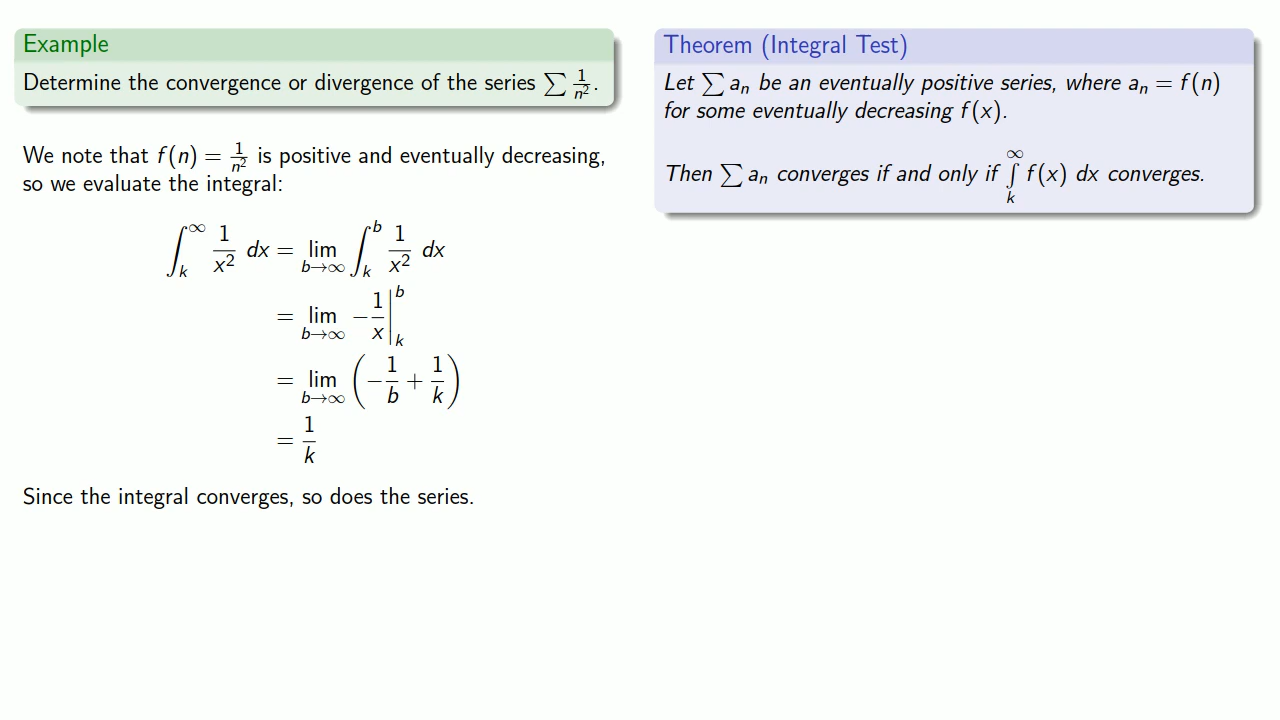 Example
Determine the convergence or divergence of the series ∑ 1/n².
We note that f(n) = 1/n² is positive and eventually decreasing,
so we evaluate the integral:
∫_k^∞ 1/x² dx = lim_{b→∞} ∫_k^b 1/x² dx
= lim_{b→∞} −1/x |_k^b
= lim_{b→∞} (−1/b + 1/k)
= 1/k
Since the integral converges, so does the series.
Theorem (Integral Test)
Let ∑ aₙ be an eventually positive series, where aₙ = f(n)
for some eventually decreasing f(x).
Then ∑ aₙ converges if and only if ∫_k^∞ f(x) dx converges.